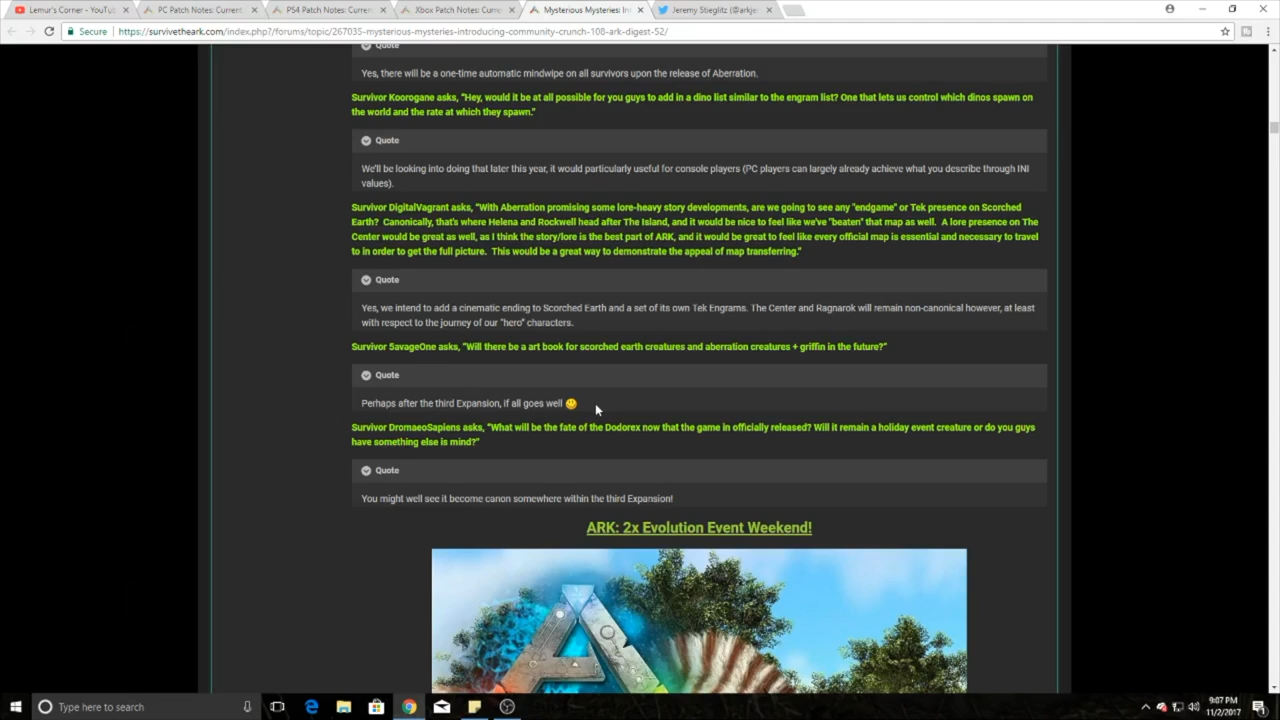 Lemur's Corner - YouTu
PC Patch Notes: Current
PS4 Patch Notes: Curren
Xbox Patch Notes: Curre
Mysterious Mysteries: In
Jeremy Stieglitz (@arkje
Secure
https://survivetheark.com/index.php?/forums/topic/267035-mysterious-mysteries-introducing-community-crunch-108-ark-digest-52/
Quote
Yes, there will be a one-time automatic mindwipe on all survivors upon the release of Aberration.
Survivor Koorogane asks, “Hey, would it be at all possible for you guys to add in a dino list similar to the engram list? One that lets us control which dinos spawn on
the world and the rate at which they spawn.”
Quote
We'll be looking into doing that later this year, it would particularly useful for console players (PC players can largely already achieve what you describe through INI
values).
Survivor DigitalVagrant asks, “With Aberration promising some lore-heavy story developments, are we going to see any "endgame" or Tek presence on Scorched
Earth? Canonically, that's where Helena and Rockwell head after The Island, and it would be nice to feel like we've "beaten" that map as well. A lore presence on The
Center would be great as well, as I think the story/lore is the best part of ARK, and it would be great to feel like every official map is essential and necessary to travel
to in order to get the full picture. This would be a great way to demonstrate the appeal of map transferring.”
Quote
Yes, we intend to add a cinematic ending to Scorched Earth and a set of its own Tek Engrams. The Center and Ragnarok will remain non-canonical however, at least
with respect to the journey of our "hero" characters.
Survivor SavageOne asks, “Will there be a art book for scorched earth creatures and aberration creatures + griffin in the future?”
Quote
Perhaps after the third Expansion, if all goes well
Survivor DromaeoSapiens asks, “What will be the fate of the Dodorex now that the game in officially released? Will it remain a holiday event creature or do you guys
have something else is mind?”
Quote
You might well see it become canon somewhere within the third Expansion!
ARK: 2x Evolution Event Weekend!
Type here to search
9:07 PM
11/2/2017